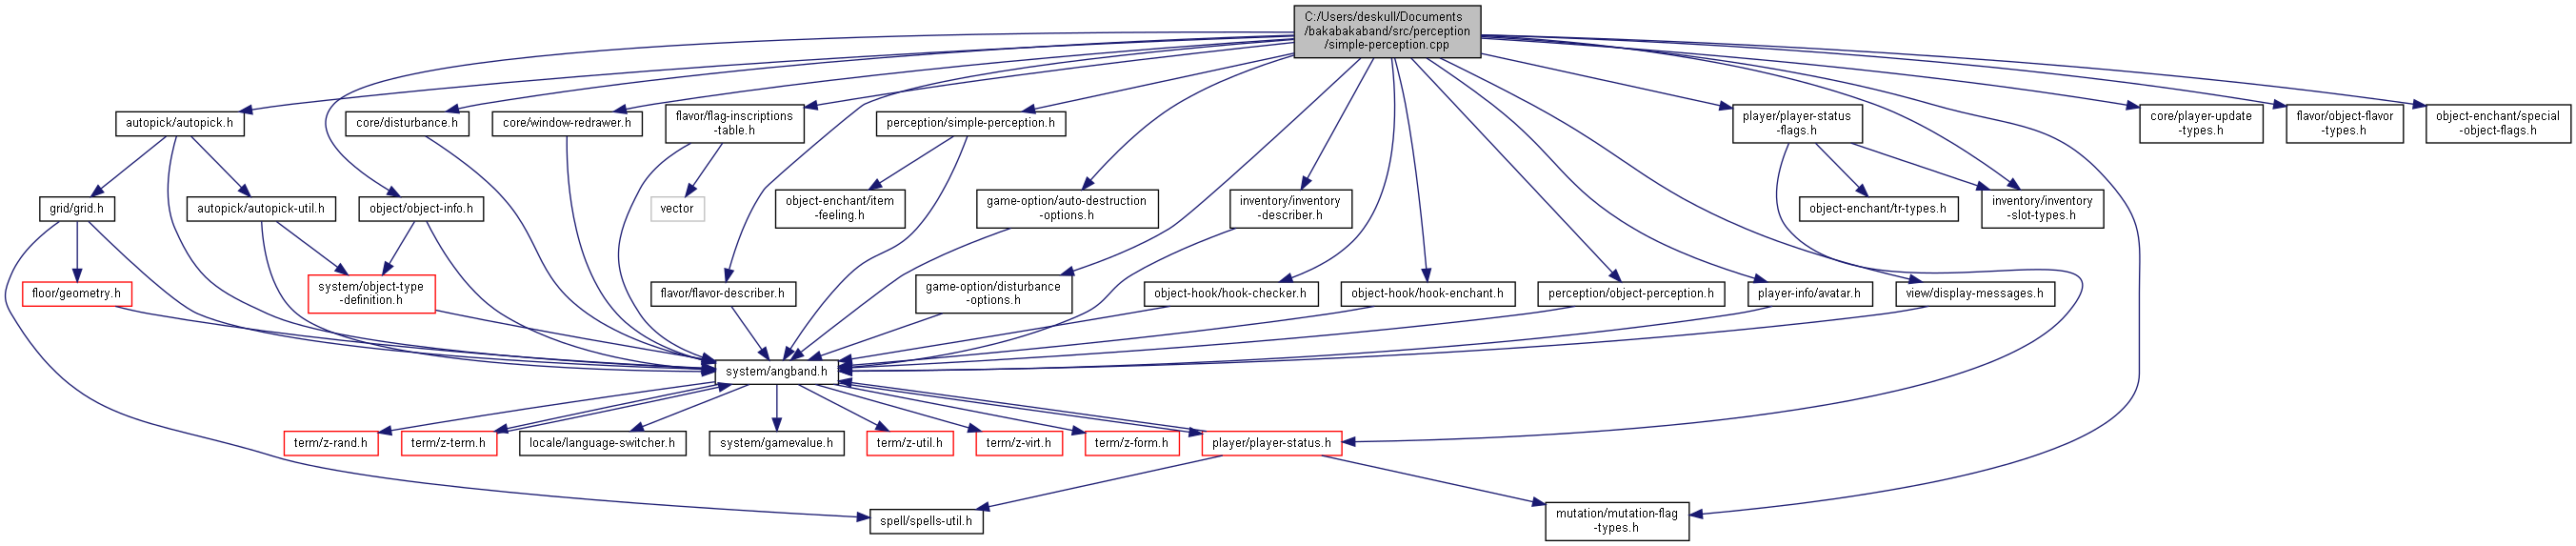 C:/Users/deskull/Documents
/bakabakaband/src/perception
/simple-perception.cpp
autopick/autopick.h
core/disturbance.h
core/window-redrawer.h
flavor/flag-inscriptions
-table.h
perception/simple-perception.h
player/player-status
-flags.h
core/player-update
-types.h
flavor/object-flavor
-types.h
object-enchant/special
-object-flags.h
grid/grid.h
autopick/autopick-util.h
object/object-info.h
vector
object-enchant/item
-feeling.h
game-option/auto-destruction
-options.h
inventory/inventory
-describer.h
object-enchant/tr-types.h
inventory/inventory
-slot-types.h
floor/geometry.h
system/object-type
-definition.h
flavor/flavor-describer.h
game-option/disturbance
-options.h
object-hook/hook-checker.h
object-hook/hook-enchant.h
perception/object-perception.h
player-info/avatar.h
view/display-messages.h
system/angband.h
term/z-rand.h
term/z-term.h
locale/language-switcher.h
system/gamevalue.h
term/z-util.h
term/z-virt.h
term/z-form.h
player/player-status.h
spell/spells-util.h
mutation/mutation-flag
-types.h